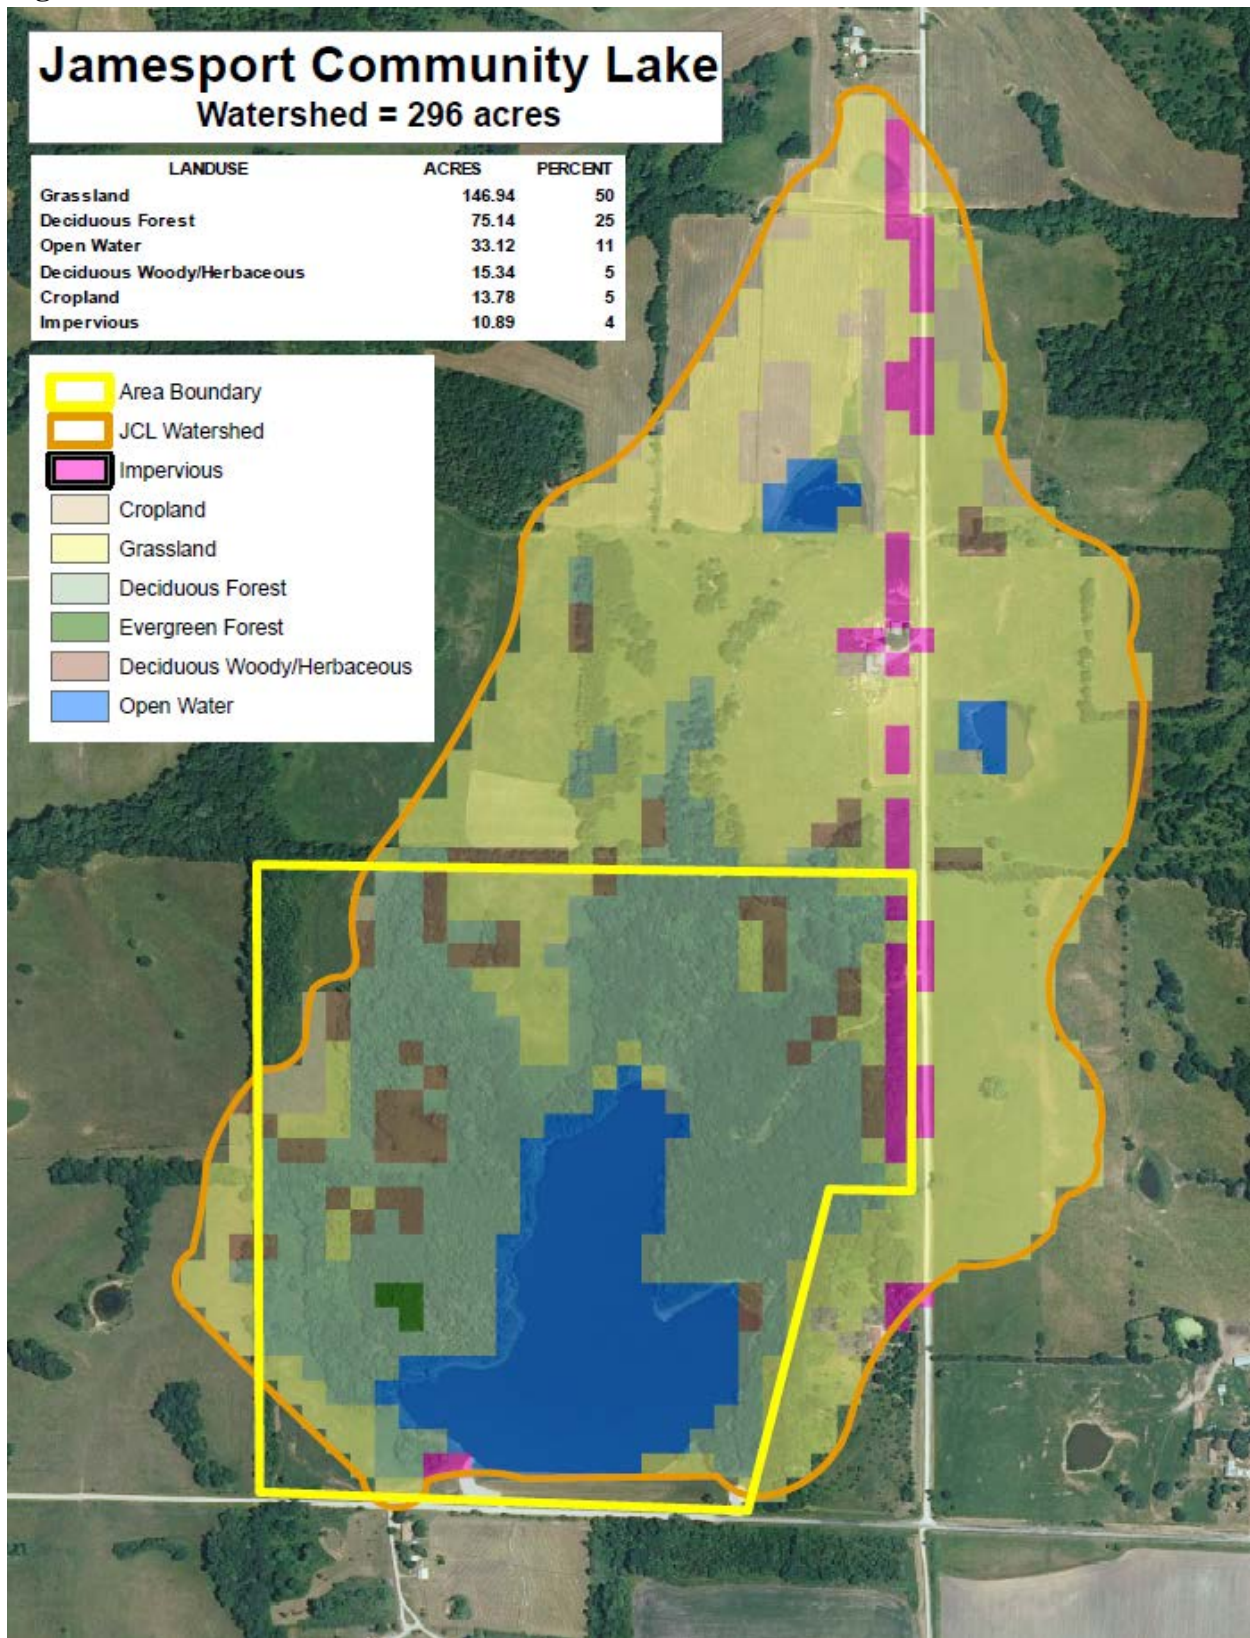 Jamesport Community Lake
Watershed = 296 acres
LANDUSE ACRES PERCENT
Grassland 146.94 50
Deciduous Forest 75.14 25
Open Water 33.12 11
Deciduous Woody/Herbaceous 15.34 5
Cropland 13.78 5
Impervious 10.89 4
Area Boundary
JCL Watershed
Impervious
Cropland
Grassland
Deciduous Forest
Evergreen Forest
Deciduous Woody/Herbaceous
Open Water